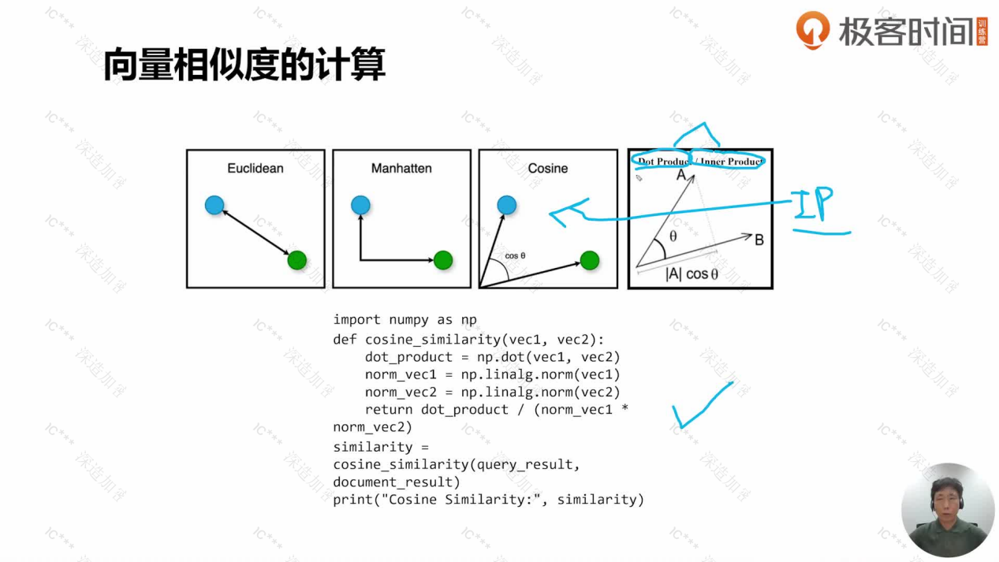 极客时间
训练营
向量相似度的计算
Euclidean
Manhatten
Cosine
Dot Product / Inner Product
cos θ
A
θ
B
|A| cos θ
IP
import numpy as np
def cosine_similarity(vec1, vec2):
dot_product = np.dot(vec1, vec2)
norm_vec1 = np.linalg.norm(vec1)
norm_vec2 = np.linalg.norm(vec2)
return dot_product / (norm_vec1 *
norm_vec2)
similarity =
cosine_similarity(query_result,
document_result)
print("Cosine Similarity:", similarity)